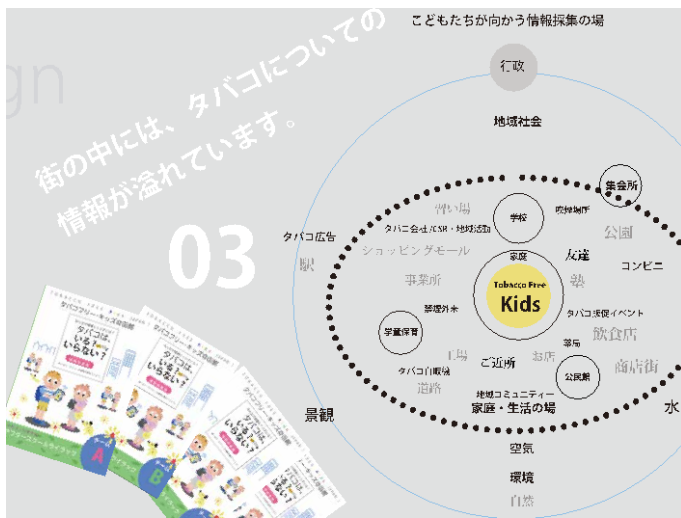 こどもたちが向かう情報採集の場
行政
地域社会
ign
街の中には、タバコについての
情報が溢れています。
03
集会所
習い場
学校
喫煙場所
タバコ会社/CSR・地域活動
公園
タバコ広告
駅
ショッピングモール
家庭
友達
コンビニ
事業所
Tobacco Free
Kids
塾
禁煙外来
タバコ販促イベント
学童保育
飲食店
薬局
工場
ご近所
お店
商店街
タバコ自販機
公民館
道路
地域コミュニティー
家庭・生活の場
景観
水
空気
環境
自然
タバコフリー・キッズの
タバコは、
いる?
いらない?
A
B